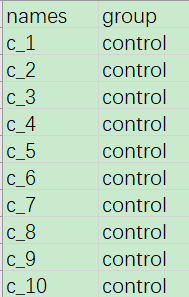 names group
c_1 control
c_2 control
c_3 control
c_4 control
c_5 control
c_6 control
c_7 control
c_8 control
c_9 control
c_10 control